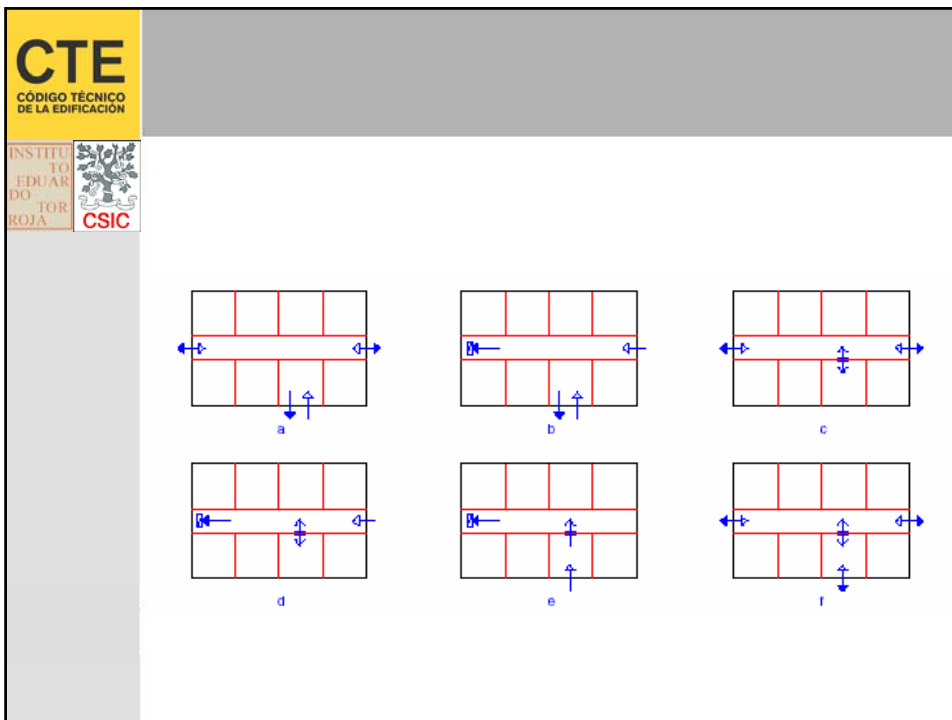 CTE
CÓDIGO TÉCNICO
DE LA EDIFICACIÓN
INSTITU
TO
EDUAR
DO
TOR
ROJA
CSIC
a
b
c
d
e
f